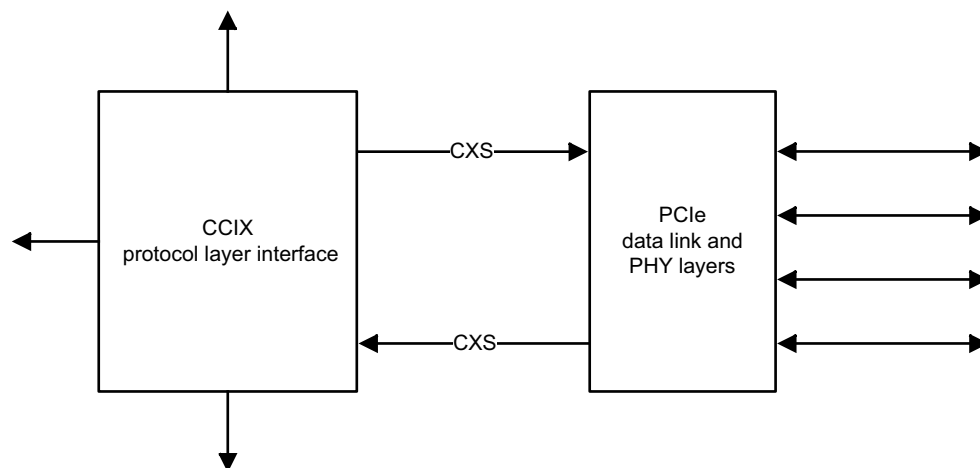 CXS
CCIX
protocol layer interface
PCIe
data link and
PHY layers
CXS